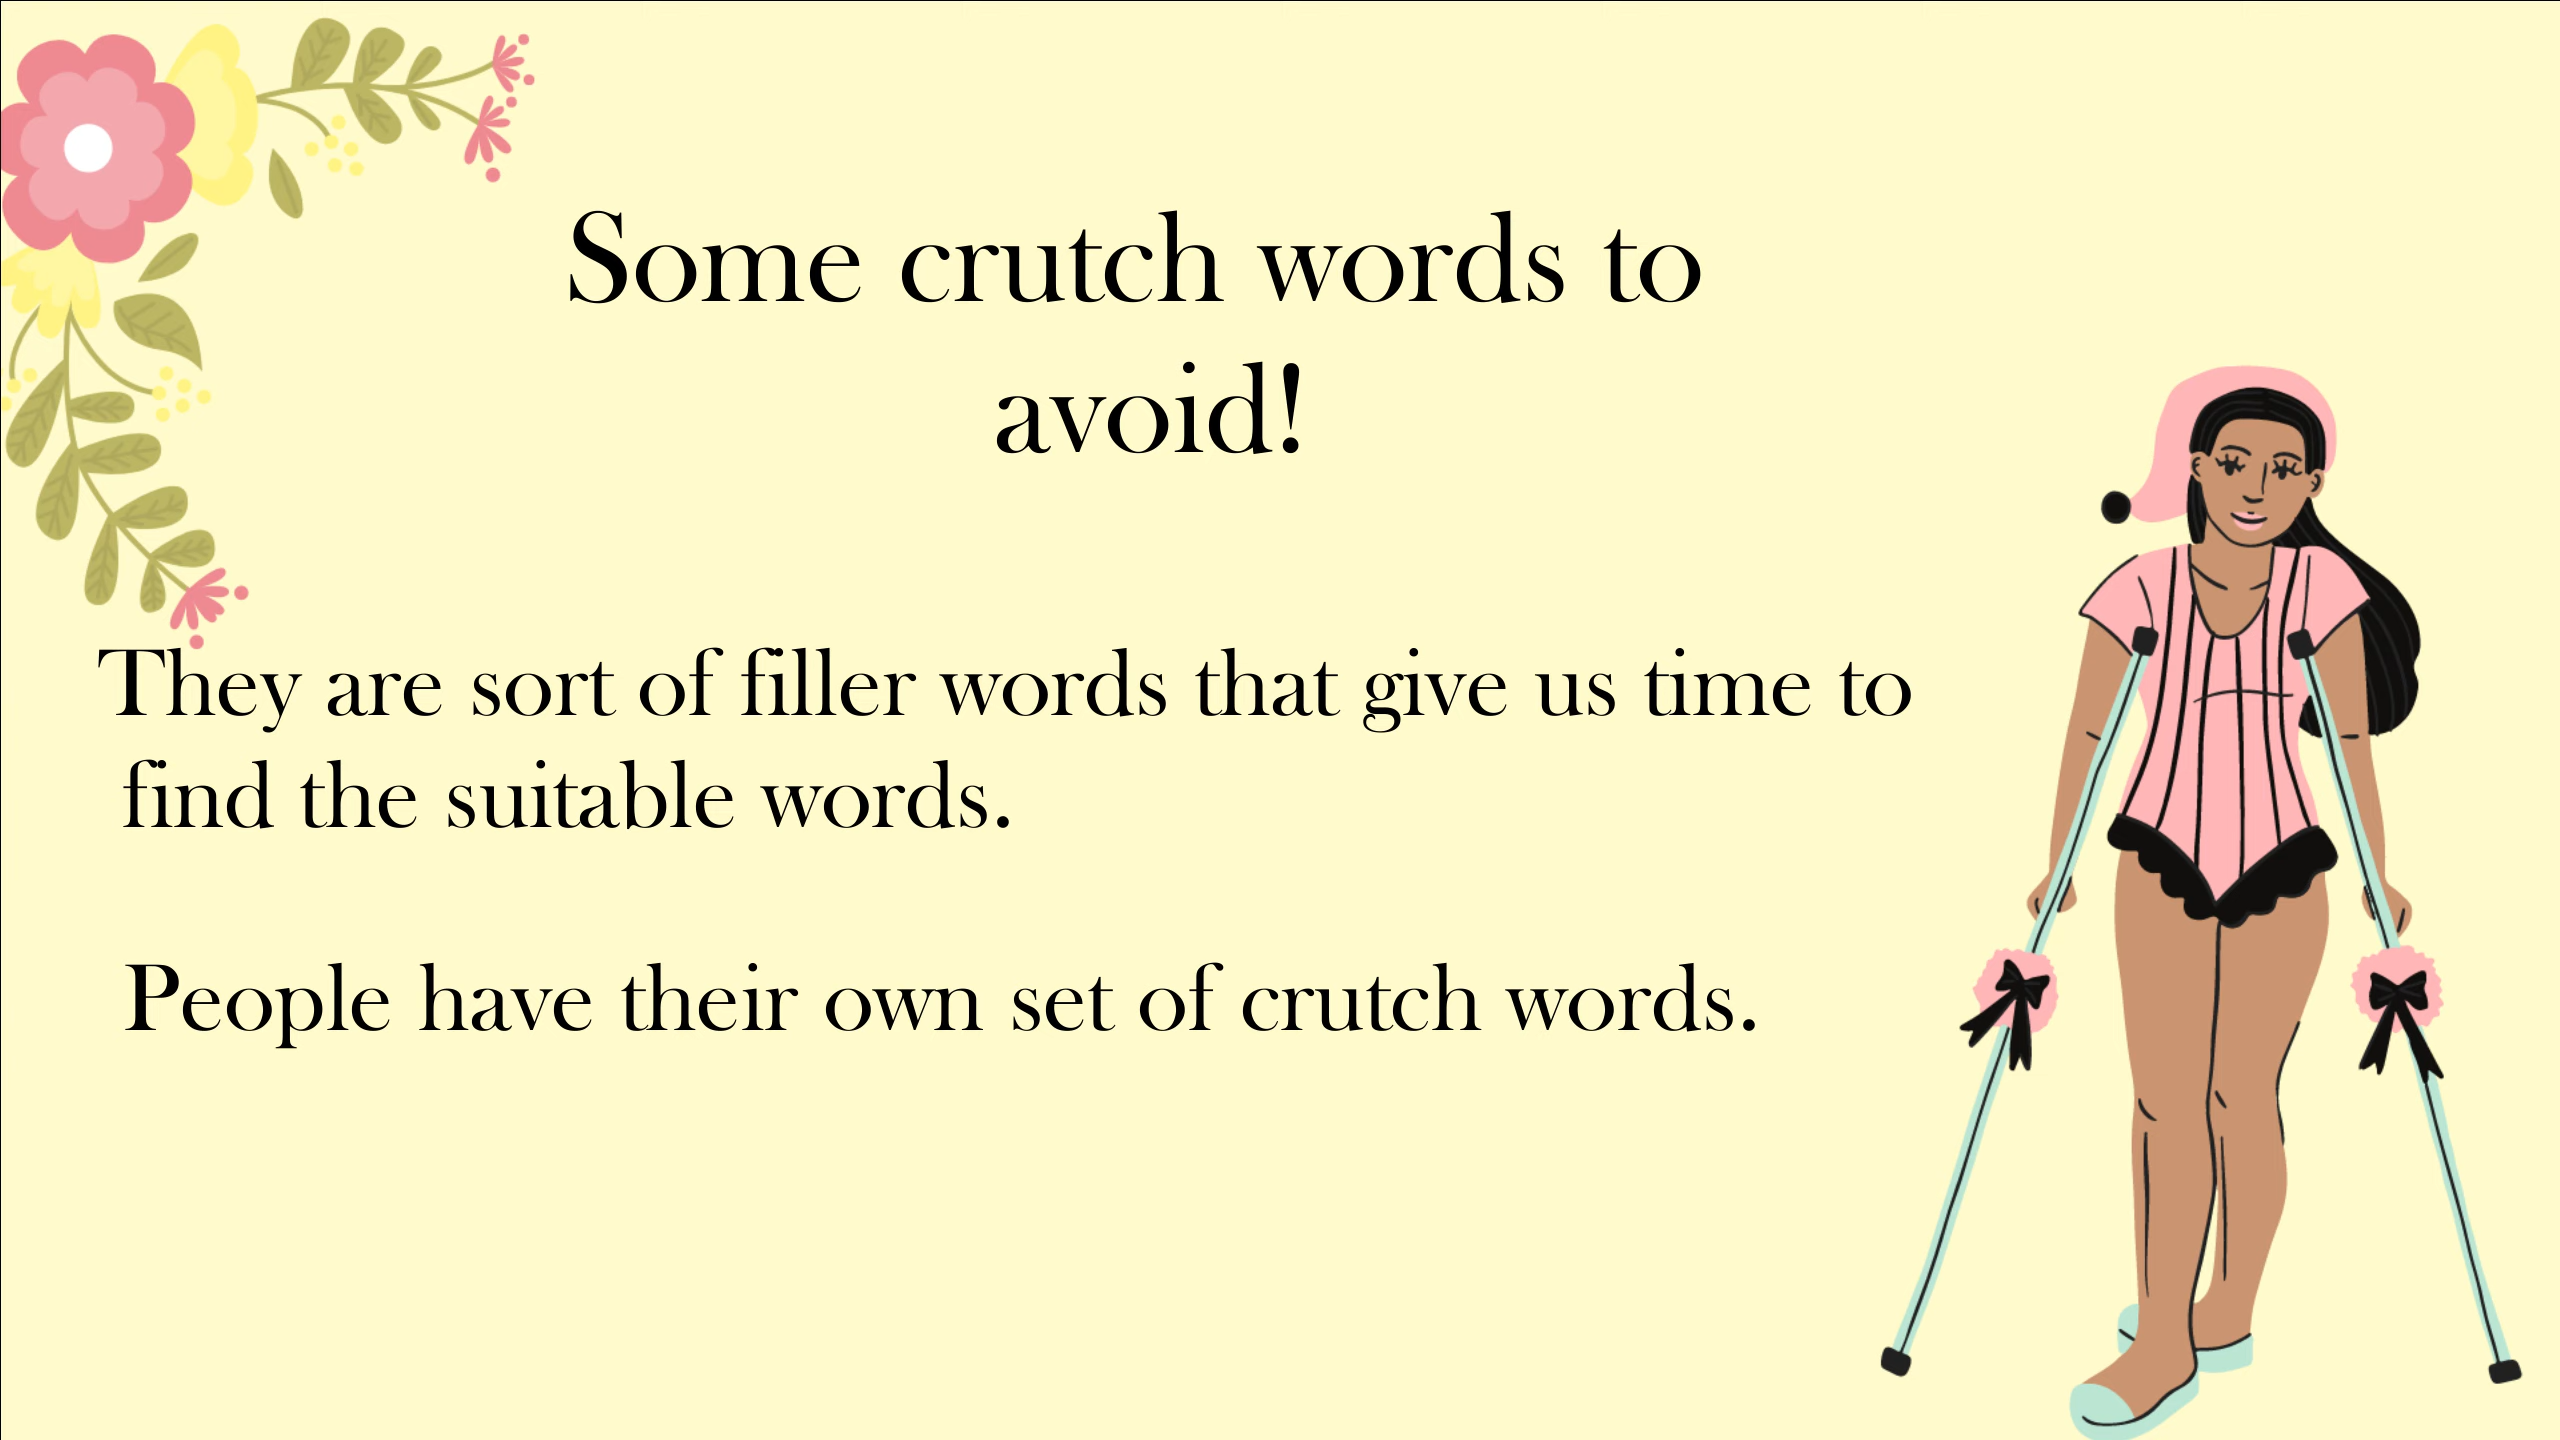 Some crutch words to
avoid!
They are sort of filler words that give us time to
find the suitable words.
People have their own set of crutch words.